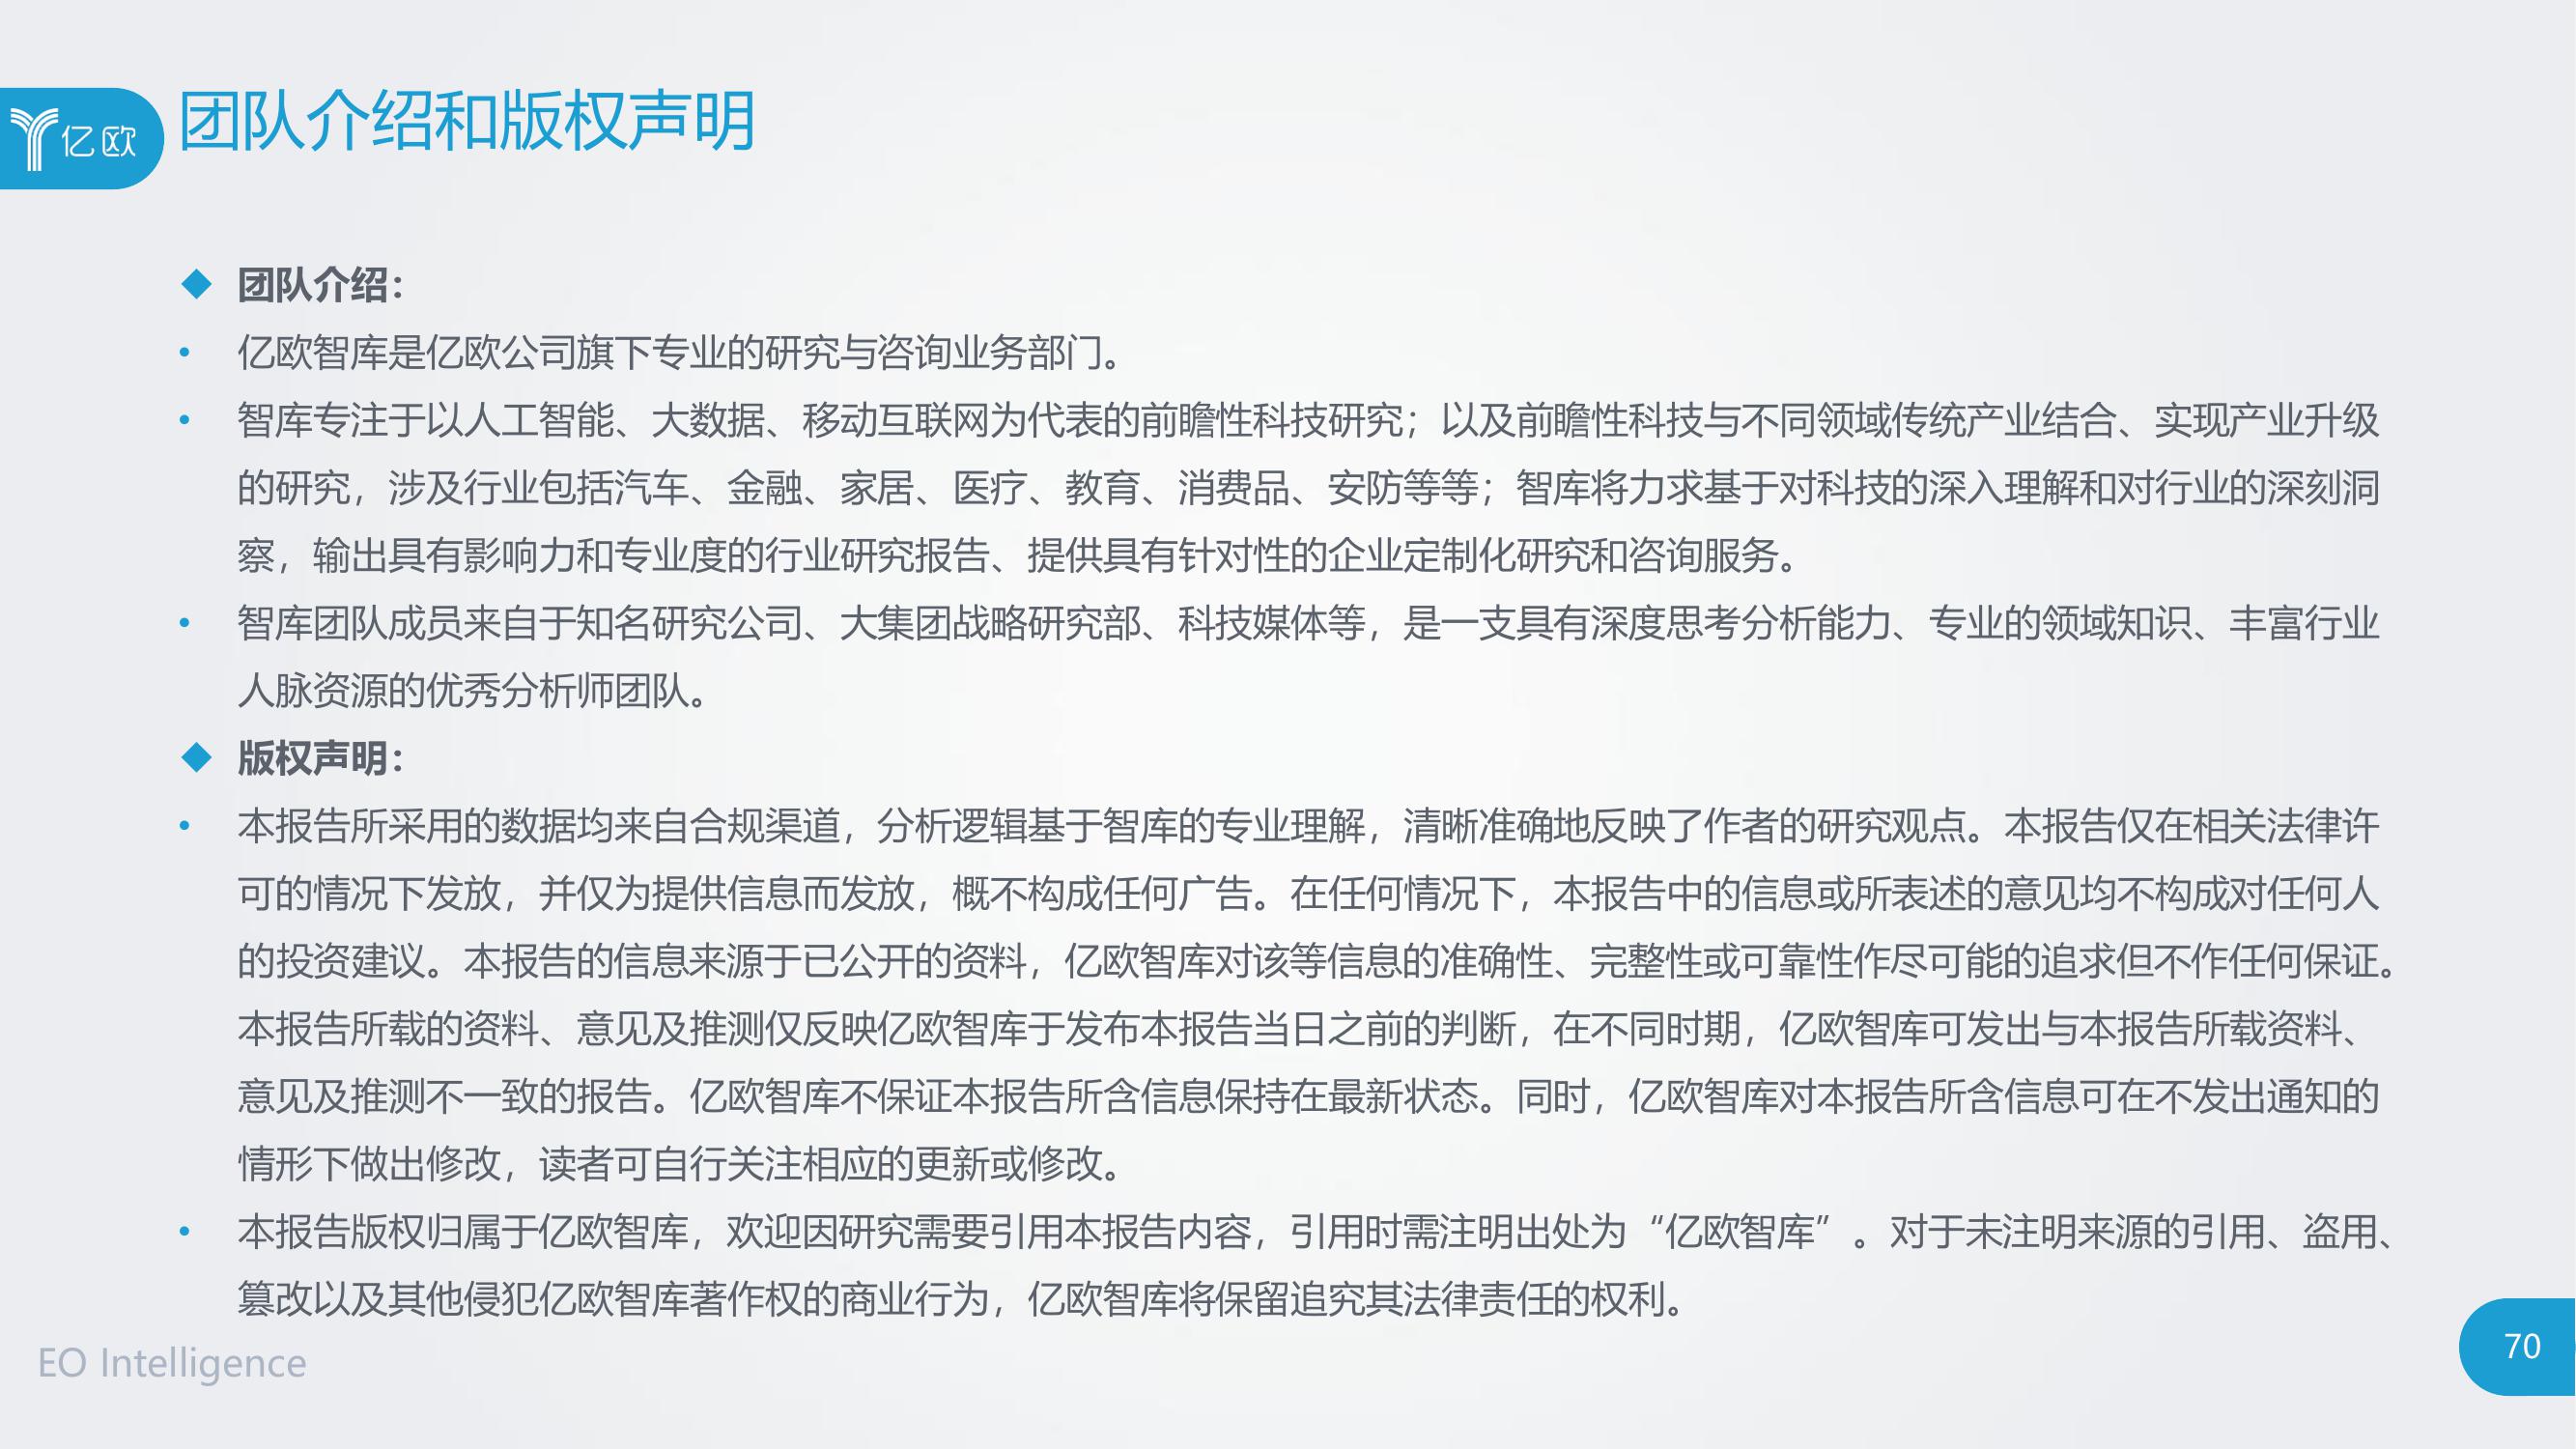 亿欧
团队介绍和版权声明
◆ 团队介绍：
• 亿欧智库是亿欧公司旗下专业的研究与咨询业务部门。
• 智库专注于以人工智能、大数据、移动互联网为代表的前瞻性科技研究；以及前瞻性科技与不同领域传统产业结合、实现产业升级
的研究，涉及行业包括汽车、金融、家居、医疗、教育、消费品、安防等等；智库将力求基于对科技的深入理解和对行业的深刻洞
察，输出具有影响力和专业度的行业研究报告、提供具有针对性的企业定制化研究和咨询服务。
• 智库团队成员来自于知名研究公司、大集团战略研究部、科技媒体等，是一支具有深度思考分析能力、专业的领域知识、丰富行业
人脉资源的优秀分析师团队。
◆ 版权声明：
• 本报告所采用的数据均来自合规渠道，分析逻辑基于智库的专业理解，清晰准确地反映了作者的研究观点。本报告仅在相关法律许
可的情况下发放，并仅为提供信息而发放，概不构成任何广告。在任何情况下，本报告中的信息或所表述的意见均不构成对任何人
的投资建议。本报告的信息来源于已公开的资料，亿欧智库对该等信息的准确性、完整性或可靠性作尽可能的追求但不作任何保证。
本报告所载的资料、意见及推测仅反映亿欧智库于发布本报告当日之前的判断，在不同时期，亿欧智库可发出与本报告所载资料、
意见及推测不一致的报告。亿欧智库不保证本报告所含信息保持在最新状态。同时，亿欧智库对本报告所含信息可在不发出通知的
情形下做出修改，读者可自行关注相应的更新或修改。
• 本报告版权归属于亿欧智库，欢迎因研究需要引用本报告内容，引用时需注明出处为“亿欧智库”。对于未注明来源的引用、盗用、
篡改以及其他侵犯亿欧智库著作权的商业行为，亿欧智库将保留追究其法律责任的权利。
EO Intelligence
70